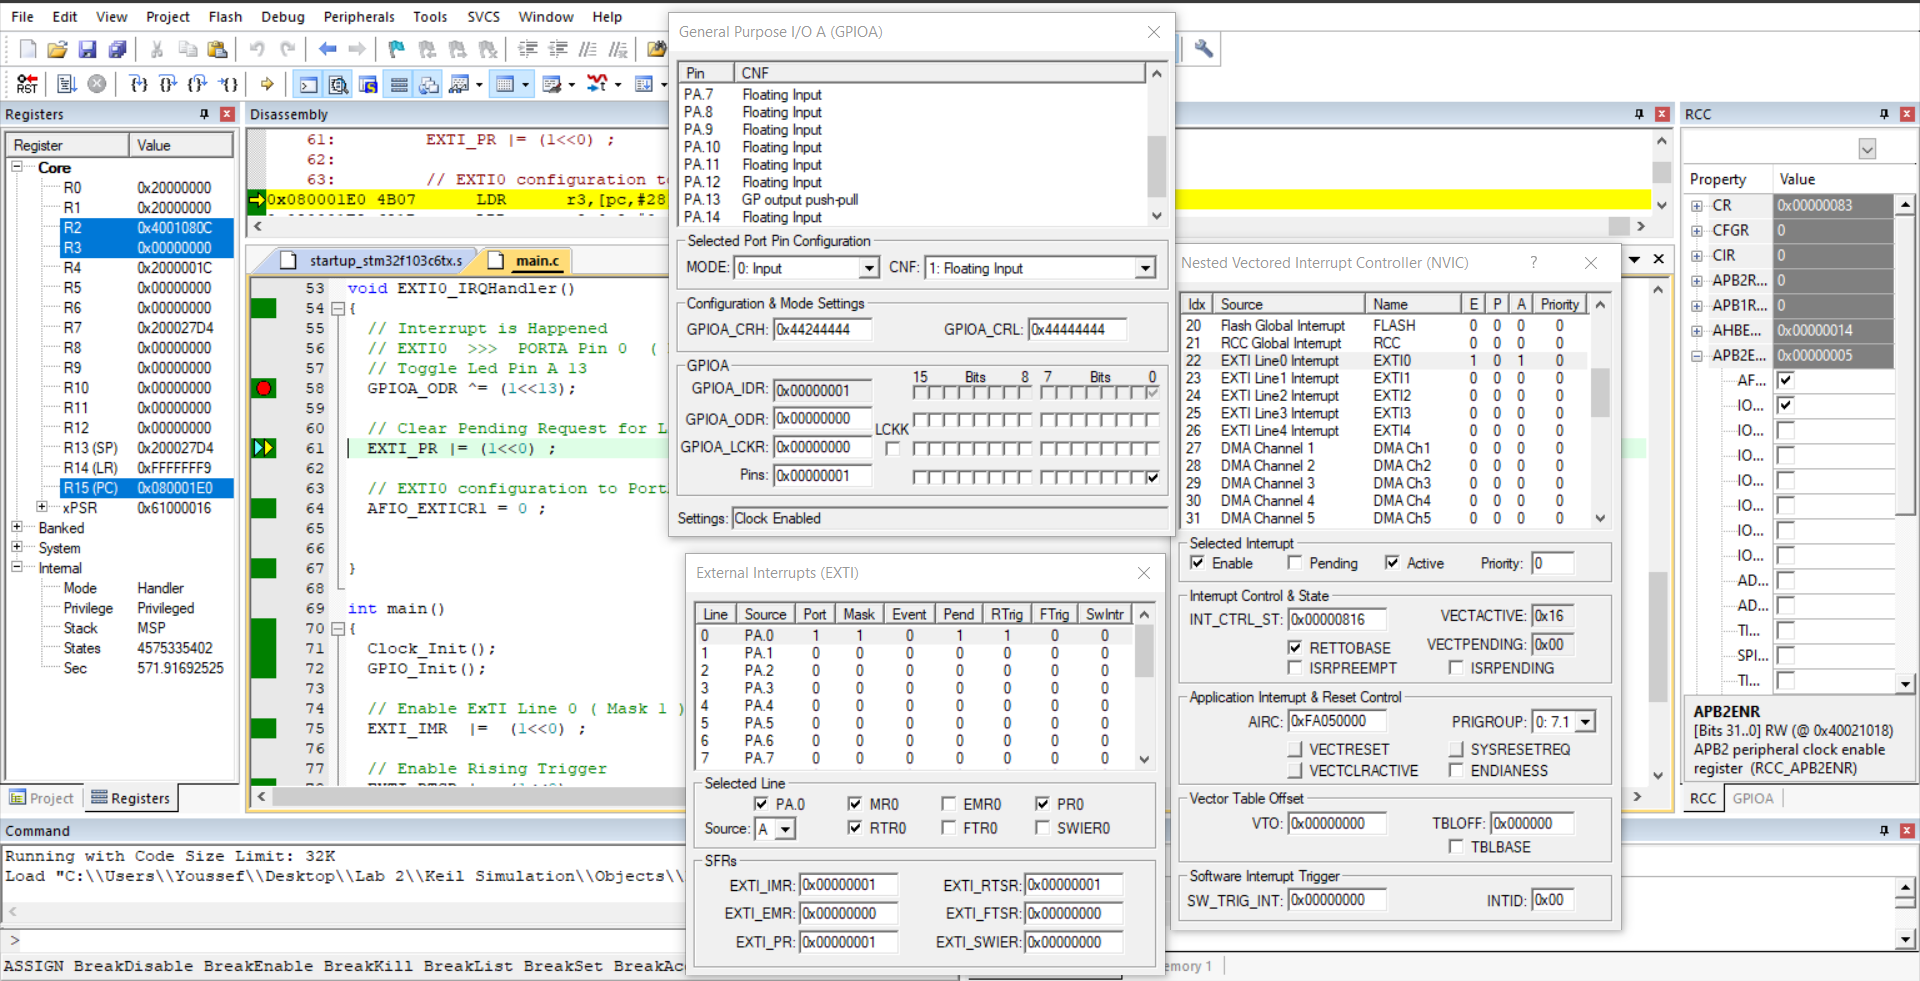 File Edit View Project Flash Debug Peripherals Tools SVCS Window Help
RST
Registers
Register Value
Core
R0 0x20000000
R1 0x20000000
R2 0x4001080C
R3 0x00000000
R4 0x2000001C
R5 0x00000000
R6 0x00000000
R7 0x200027D4
R8 0x00000000
R9 0x00000000
R10 0x00000000
R11 0x00000000
R12 0x00000000
R13 (SP) 0x200027D4
R14 (LR) 0xFFFFFFF9
R15 (PC) 0x080001E0
xPSR 0x61000016
Banked
System
Internal
Mode Handler
Privilege Privileged
Stack MSP
States 4575335402
Sec 571.91692525
Project Registers
Disassembly
61: EXTI_PR |= (1<<0) ;
62:
63: // EXTI0 configuration to
0x080001E0 4B07 LDR r3,[pc,#28]
startup_stm32f103c6tx.s main.c
53 void EXTI0_IRQHandler()
54 {
55 // Interrupt is Happened
56 // EXTI0 >>> PORTA Pin 0 (
57 // Toggle Led Pin A 13
58 GPIOA_ODR ^= (1<<13);
59
60 // Clear Pending Request for L
61 EXTI_PR |= (1<<0) ;
62
63 // EXTI0 configuration to Port
64 AFIO_EXTICR1 = 0 ;
65
66
67 }
68
69 int main()
70 {
71 Clock_Init();
72 GPIO_Init();
73
74 // Enable ExTI Line 0 ( Mask 1 )
75 EXTI_IMR |= (1<<0) ;
76
77 // Enable Rising Trigger
General Purpose I/O A (GPIOA)
Pin CNF
PA.7 Floating Input
PA.8 Floating Input
PA.9 Floating Input
PA.10 Floating Input
PA.11 Floating Input
PA.12 Floating Input
PA.13 GP output push-pull
PA.14 Floating Input
Selected Port Pin Configuration
MODE: 0: Input CNF: 1: Floating Input
Configuration & Mode Settings
GPIOA_CRH: 0x44244444 GPIOA_CRL: 0x44444444
GPIOA
15 Bits 8 7 Bits 0
GPIOA_IDR: 0x00000001
GPIOA_ODR: 0x00000000
LCKK
GPIOA_LCKR: 0x00000000
Pins: 0x00000001
Settings: Clock Enabled
External Interrupts (EXTI)
Line Source Port Mask Event Pend RTrig FTrig SwIntr
0 PA.0 1 1 0 1 1 0 0
1 PA.1 0 0 0 0 0 0 0
2 PA.2 0 0 0 0 0 0 0
3 PA.3 0 0 0 0 0 0 0
4 PA.4 0 0 0 0 0 0 0
5 PA.5 0 0 0 0 0 0 0
6 PA.6 0 0 0 0 0 0 0
7 PA.7 0 0 0 0 0 0 0
Selected Line
PA.0 MR0 EMR0 PR0
Source: A RTR0 FTR0 SWIER0
SFRs
EXTI_IMR: 0x00000001 EXTI_RTSR: 0x00000001
EXTI_EMR: 0x00000000 EXTI_FTSR: 0x00000000
EXTI_PR: 0x00000001 EXTI_SWIER: 0x00000000
Nested Vectored Interrupt Controller (NVIC) ?
Idx Source Name E P A Priority
20 Flash Global Interrupt FLASH 0 0 0 0
21 RCC Global Interrupt RCC 0 0 0 0
22 EXTI Line0 Interrupt EXTI0 1 0 1 0
23 EXTI Line1 Interrupt EXTI1 0 0 0 0
24 EXTI Line2 Interrupt EXTI2 0 0 0 0
25 EXTI Line3 Interrupt EXTI3 0 0 0 0
26 EXTI Line4 Interrupt EXTI4 0 0 0 0
27 DMA Channel 1 DMA Ch1 0 0 0 0
28 DMA Channel 2 DMA Ch2 0 0 0 0
29 DMA Channel 3 DMA Ch3 0 0 0 0
30 DMA Channel 4 DMA Ch4 0 0 0 0
31 DMA Channel 5 DMA Ch5 0 0 0 0
Selected Interrupt
Enable Pending Active Priority: 0
Interrupt Control & State
INT_CTRL_ST: 0x00000816 VECTACTIVE: 0x16
RETTOBASE VECTPENDING: 0x00
ISRPREEMPT ISRPENDING
Application Interrupt & Reset Control
AIRC: 0xFA050000 PRIGROUP: 0: 7.1
VECTRESET SYSRESETREQ
VECTCLRACTIVE ENDIANESS
Vector Table Offset
VTO: 0x00000000 TBLOFF: 0x000000
TBLBASE
Software Interrupt Trigger
SW_TRIG_INT: 0x00000000 INTID: 0x00
RCC
Property Value
CR 0x00000083
CFGR 0
CIR 0
APB2R... 0
APB1R... 0
AHBE... 0x00000014
APB2E... 0x00000005
AF...
IO...
IO...
IO...
IO...
IO...
IO...
IO...
AD...
AD...
TI...
SPI...
TI...
APB2ENR
[Bits 31..0] RW (@ 0x40021018)
APB2 peripheral clock enable
register (RCC_APB2ENR)
RCC GPIOA
Command
Running with Code Size Limit: 32K
Load "C:\\Users\\Youssef\\Desktop\\Lab 2\\Keil Simulation\\Objects\\
>
ASSIGN BreakDisable BreakEnable BreakKill BreakList BreakSet BreakAc
emory 1